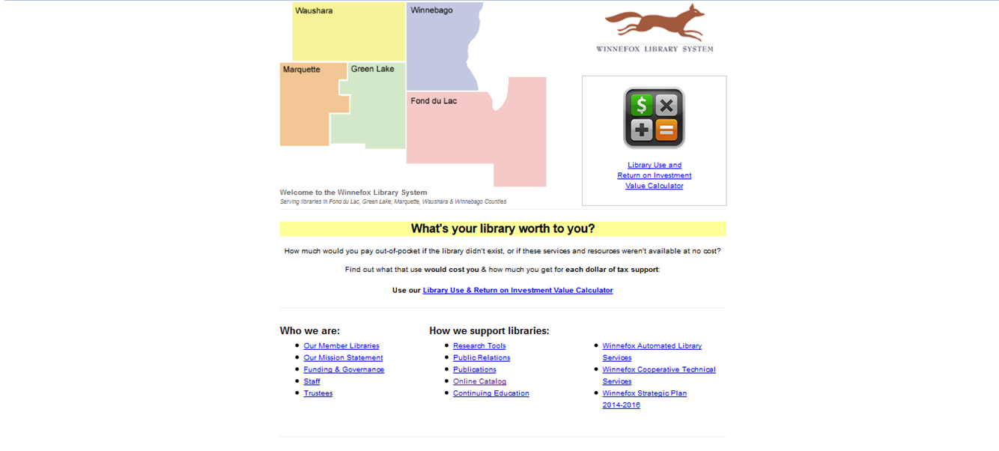 Waushara
Winnebago
Marquette
Green Lake
Fond du Lac
WINNEFOX LIBRARY SYSTEM
$
Library Use and
Return on Investment
Value Calculator
Welcome to the Winnefox Library System
Serving libraries in Fond du Lac, Green Lake, Marquette, Waushara & Winnebago Counties
What's your library worth to you?
How much would you pay out-of-pocket if the library didn't exist, or if these services and resources weren't available at no cost?
Find out what that use would cost you & how much you get for each dollar of tax support:
Use our Library Use & Return on Investment Value Calculator
Who we are:
Our Member Libraries
Our Mission Statement
Funding & Governance
Staff
Trustees
How we support libraries:
Research Tools
Public Relations
Publications
Online Catalog
Continuing Education
Winnefox Automated Library
Services
Winnefox Cooperative Technical
Services
Winnefox Strategic Plan
2014-2016